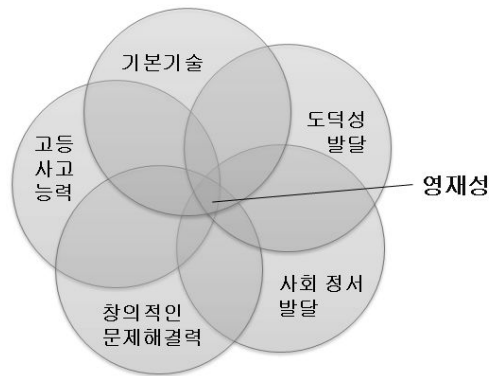 기본기술
도덕성
발달
고등
사고
능력
영재성
사회 정서
발달
창의적인
문제해결력